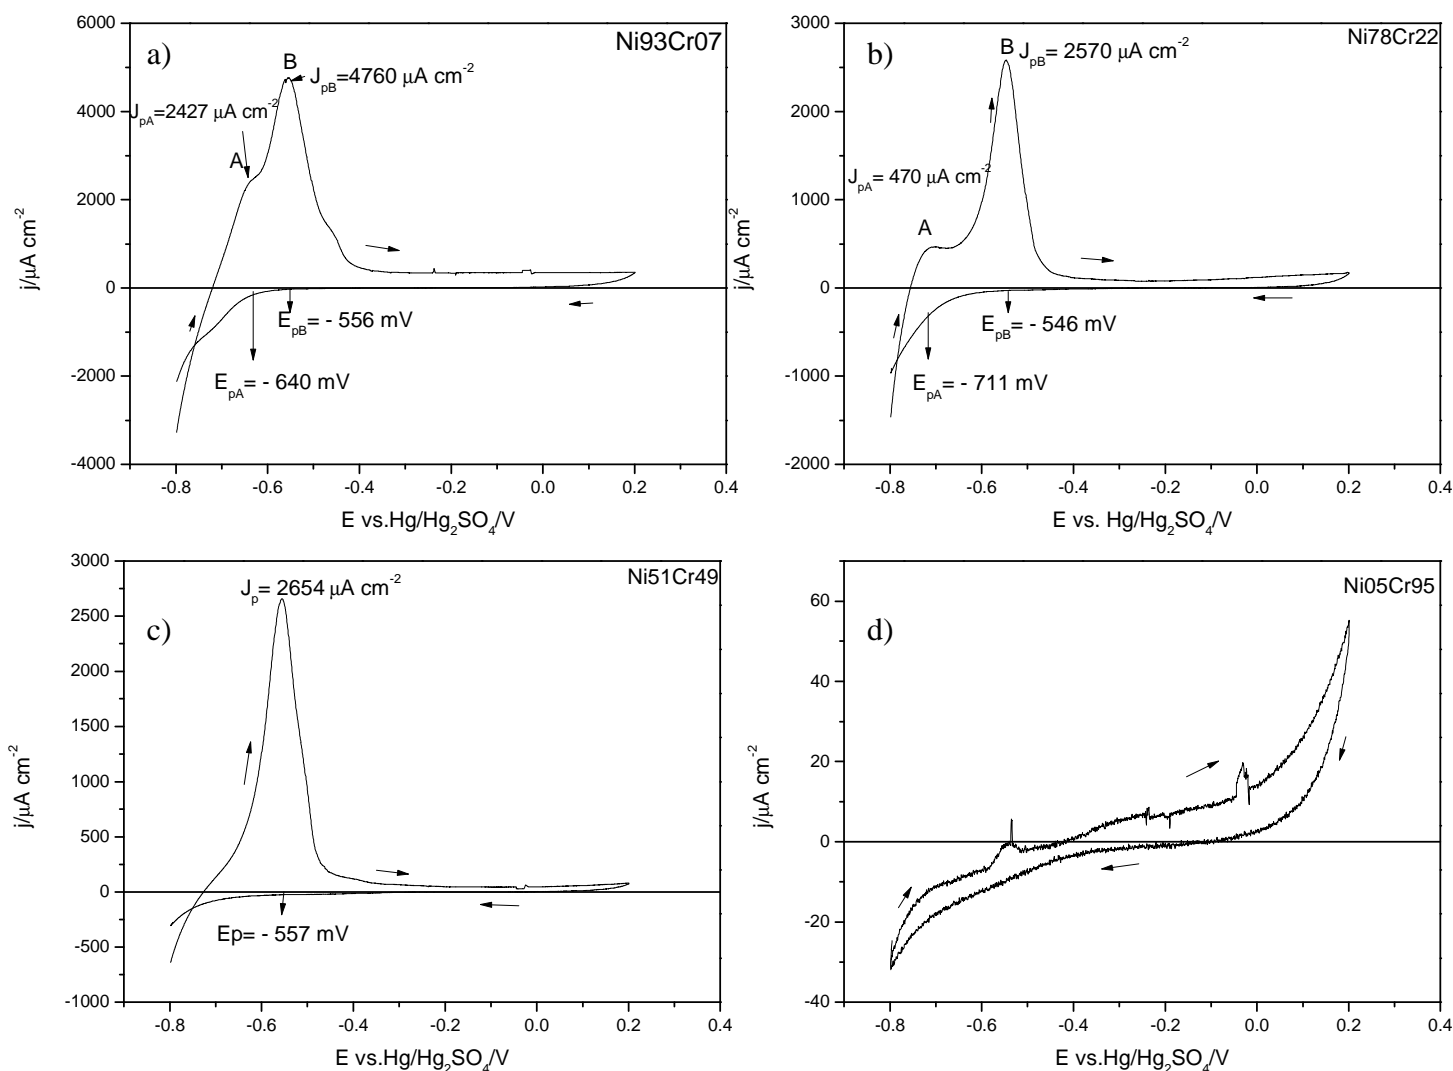 a)
Ni93Cr07
B
J_pB=4760 μA cm⁻²
J_pA=2427 μA cm⁻²
A
E_pB= - 556 mV
E_pA= - 640 mV
6000
4000
2000
0
-2000
-4000
j/μA cm⁻²
-0.8 -0.6 -0.4 -0.2 0.0 0.2 0.4
E vs.Hg/Hg₂SO₄/V
b)
Ni78Cr22
B J_pB= 2570 μA cm⁻²
J_pA= 470 μA cm⁻²
A
E_pB= - 546 mV
E_pA= - 711 mV
3000
2000
1000
0
-1000
-2000
j/μA cm⁻²
-0.8 -0.6 -0.4 -0.2 0.0 0.2 0.4
E vs. Hg/Hg₂SO₄/V
c)
Ni51Cr49
J_p= 2654 μA cm⁻²
Ep= - 557 mV
3000
2500
2000
1500
1000
500
0
-500
-1000
j/μA cm⁻²
-0.8 -0.6 -0.4 -0.2 0.0 0.2 0.4
E vs.Hg/Hg₂SO₄/V
d)
Ni05Cr95
60
40
20
0
-20
-40
j/μA cm⁻²
-0.8 -0.6 -0.4 -0.2 0.0 0.2 0.4
E vs.Hg/Hg₂SO₄/V